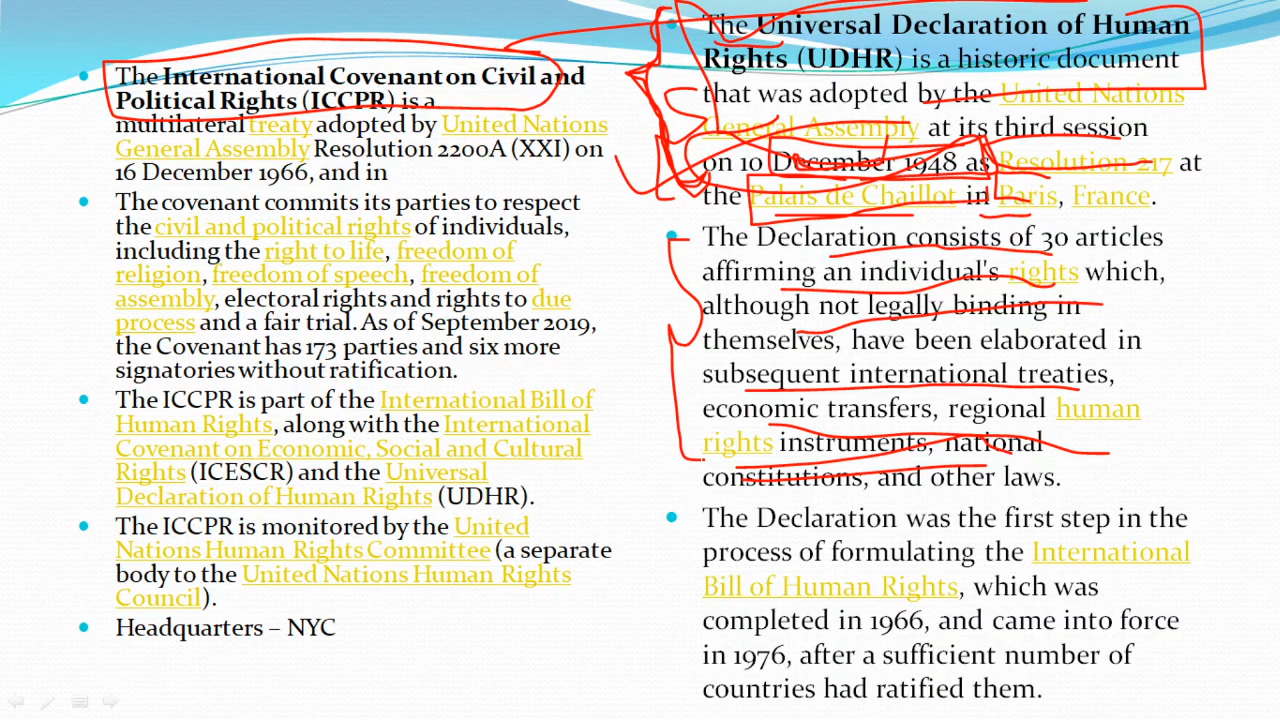 The International Covenant on Civil and
Political Rights (ICCPR) is a
multilateral treaty adopted by United Nations
General Assembly Resolution 2200A (XXI) on
16 December 1966, and in
The covenant commits its parties to respect
the civil and political rights of individuals,
including the right to life, freedom of
religion, freedom of speech, freedom of
assembly, electoral rights and rights to due
process and a fair trial. As of September 2019,
the Covenant has 173 parties and six more
signatories without ratification.
The ICCPR is part of the International Bill of
Human Rights, along with the International
Covenant on Economic, Social and Cultural
Rights (ICESCR) and the Universal
Declaration of Human Rights (UDHR).
The ICCPR is monitored by the United
Nations Human Rights Committee (a separate
body to the United Nations Human Rights
Council).
Headquarters – NYC
The Universal Declaration of Human
Rights (UDHR) is a historic document
that was adopted by the United Nations
General Assembly at its third session
on 10 December 1948 as Resolution 217 at
the Palais de Chaillot in Paris, France.
The Declaration consists of 30 articles
affirming an individual's rights which,
although not legally binding in
themselves, have been elaborated in
subsequent international treaties,
economic transfers, regional human
rights instruments, national
constitutions, and other laws.
The Declaration was the first step in the
process of formulating the International
Bill of Human Rights, which was
completed in 1966, and came into force
in 1976, after a sufficient number of
countries had ratified them.